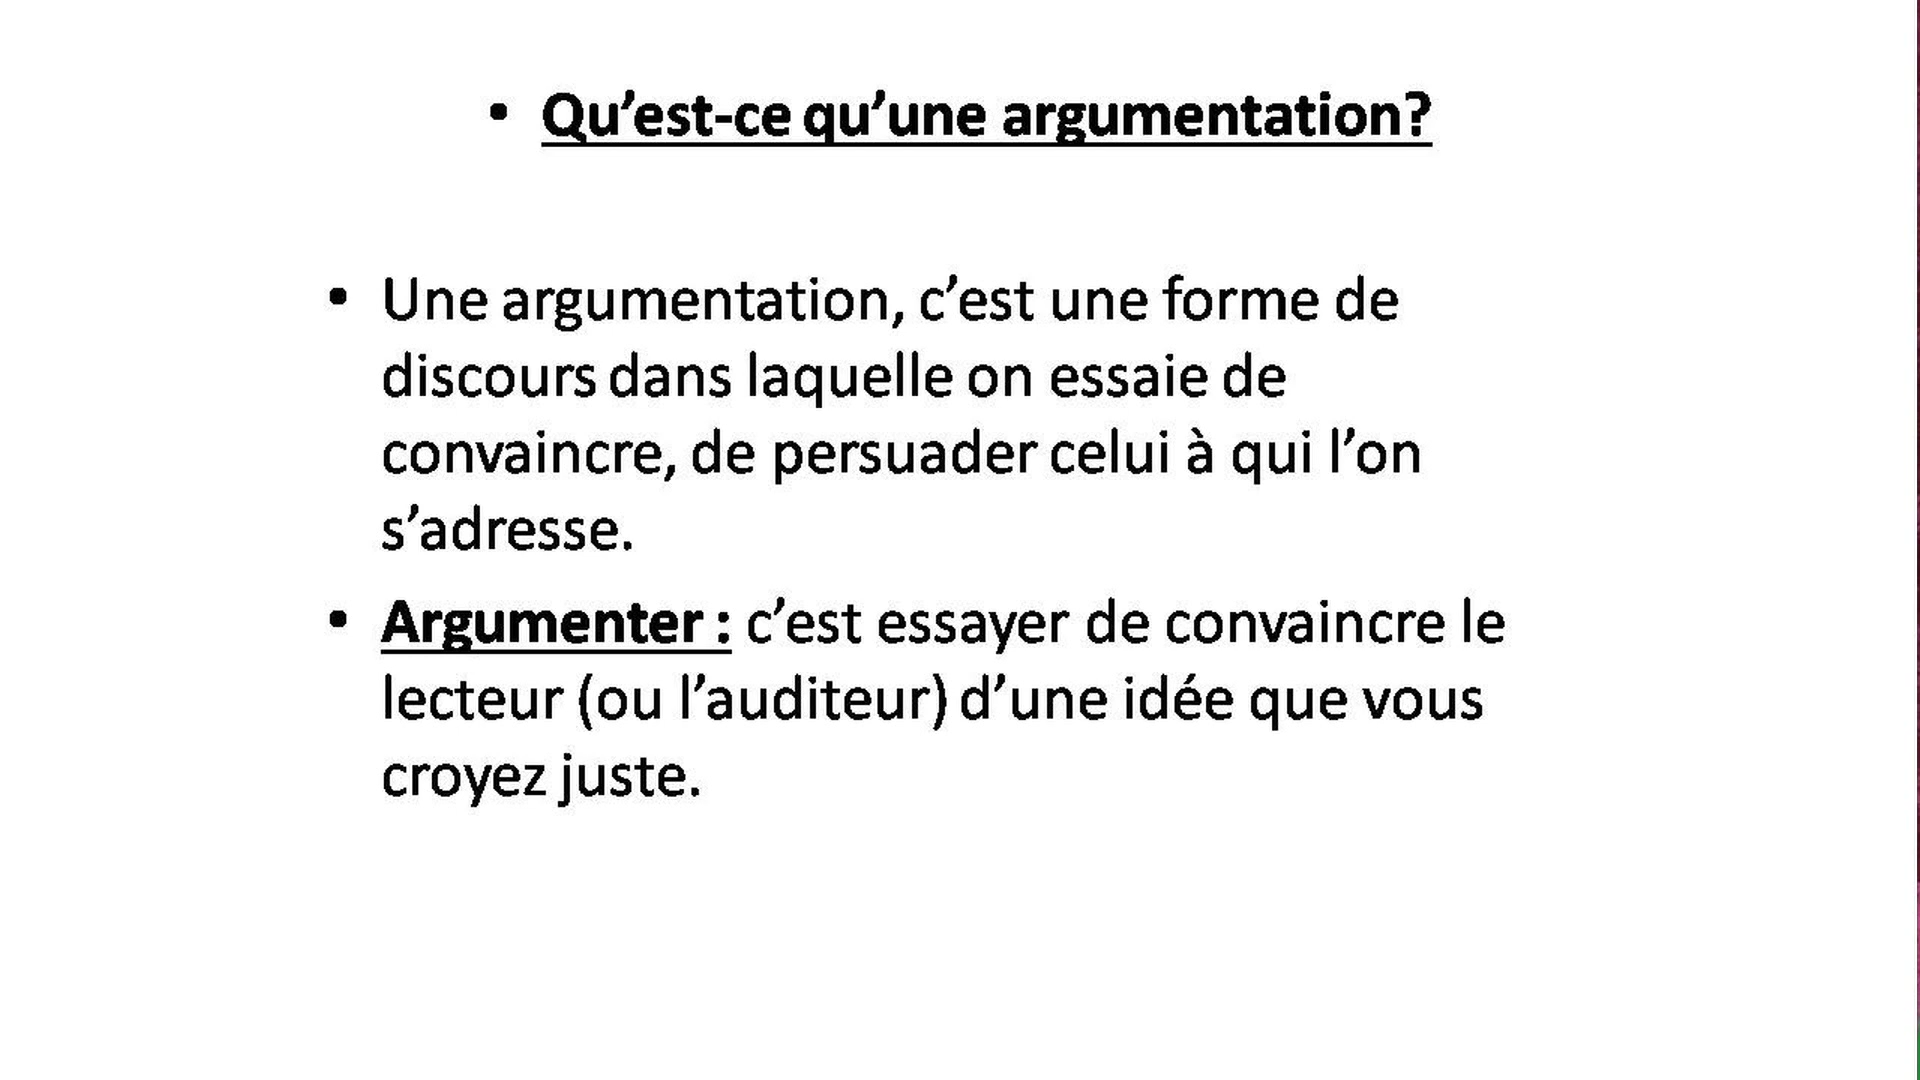 • Qu’est-ce qu’une argumentation?
• Une argumentation, c’est une forme de
discours dans laquelle on essaie de
convaincre, de persuader celui à qui l’on
s’adresse.
• Argumenter : c’est essayer de convaincre le
lecteur (ou l’auditeur) d’une idée que vous
croyez juste.